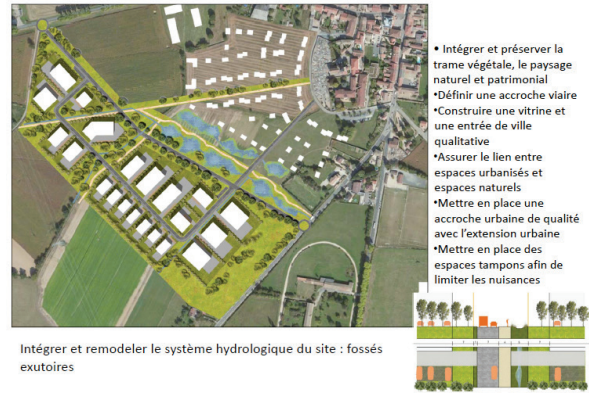 • Intégrer et préserver la
trame végétale, le paysage
naturel et patrimonial
•Définir une accroche viaire
•Construire une vitrine et
une entrée de ville
qualitative
•Assurer le lien entre
espaces urbanisés et
espaces naturels
•Mettre en place une
accroche urbaine de qualité
avec l'extension urbaine
•Mettre en place des
espaces tampons afin de
limiter les nuisances
Intégrer et remodeler le système hydrologique du site : fossés
exutoires